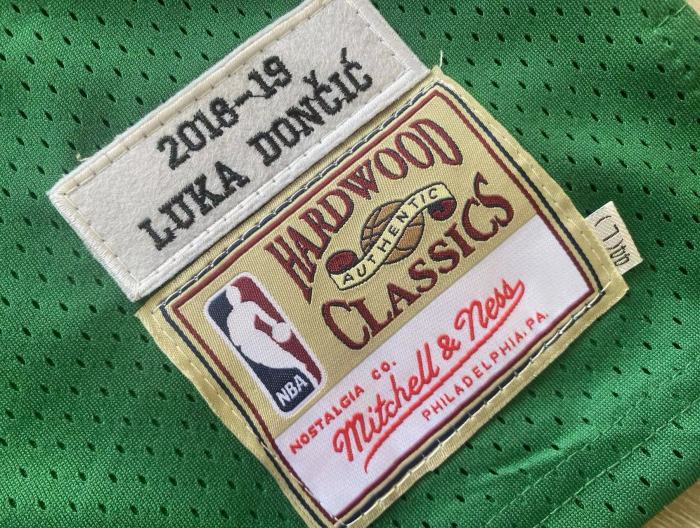 2018-19
LUKA DONČIĆ
HARDWOOD
AUTHENTIC
CLASSICS
NBA
NOSTALGIA CO.
Mitchell & Ness
PHILADELPHIA. PA.